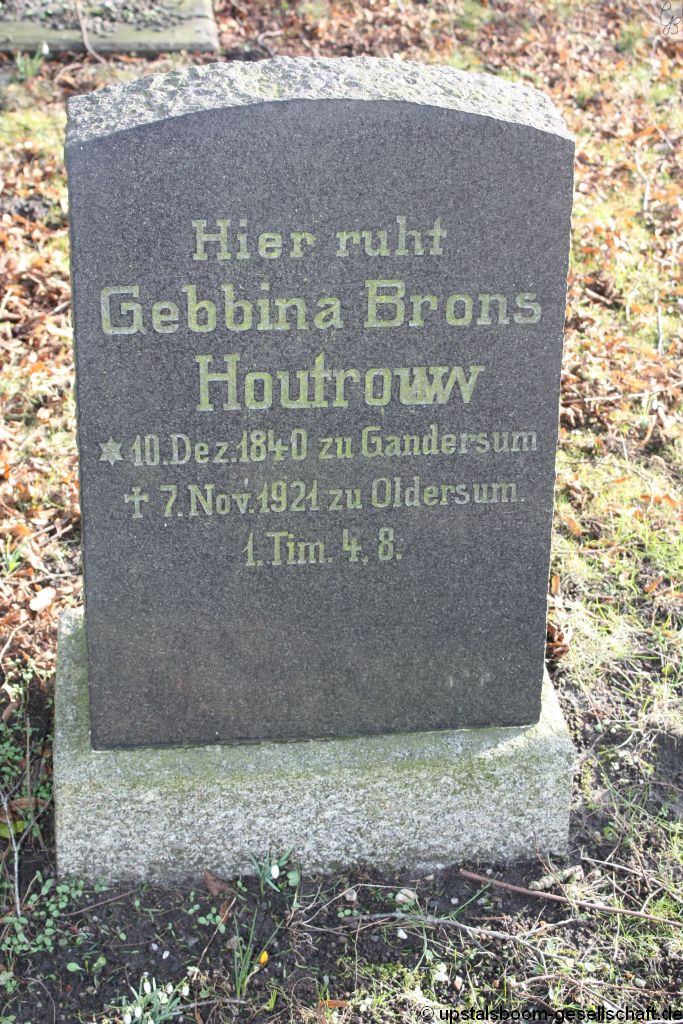 Hier ruht
Gebbina Brons
Houtrouw
* 10. Dez. 1840 zu Gandersum
† 7. Nov. 1921 zu Oldersum.
1. Tim. 4, 8.
© upstalsboom-gesellschaft.de